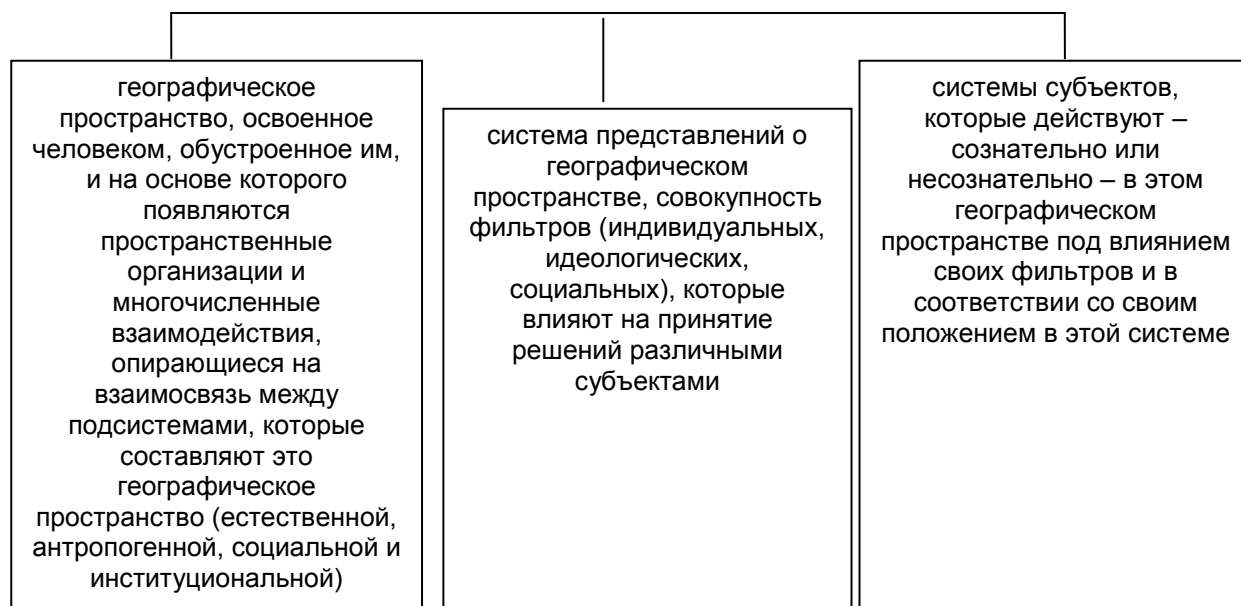 географическое
пространство, освоенное
человеком, обустроенное им,
и на основе которого
появляются
пространственные
организации и
многочисленные
взаимодействия,
опирающиеся на
взаимосвязь между
подсистемами, которые
составляют это
географическое
пространство (естественной,
антропогенной, социальной и
институциональной)
система представлений о
географическом
пространстве, совокупность
фильтров (индивидуальных,
идеологических,
социальных), которые
влияют на принятие
решений различными
субъектами
системы субъектов,
которые действуют –
сознательно или
несознательно – в этом
географическом
пространстве под влиянием
своих фильтров и в
соответствии со своим
положением в этой системе